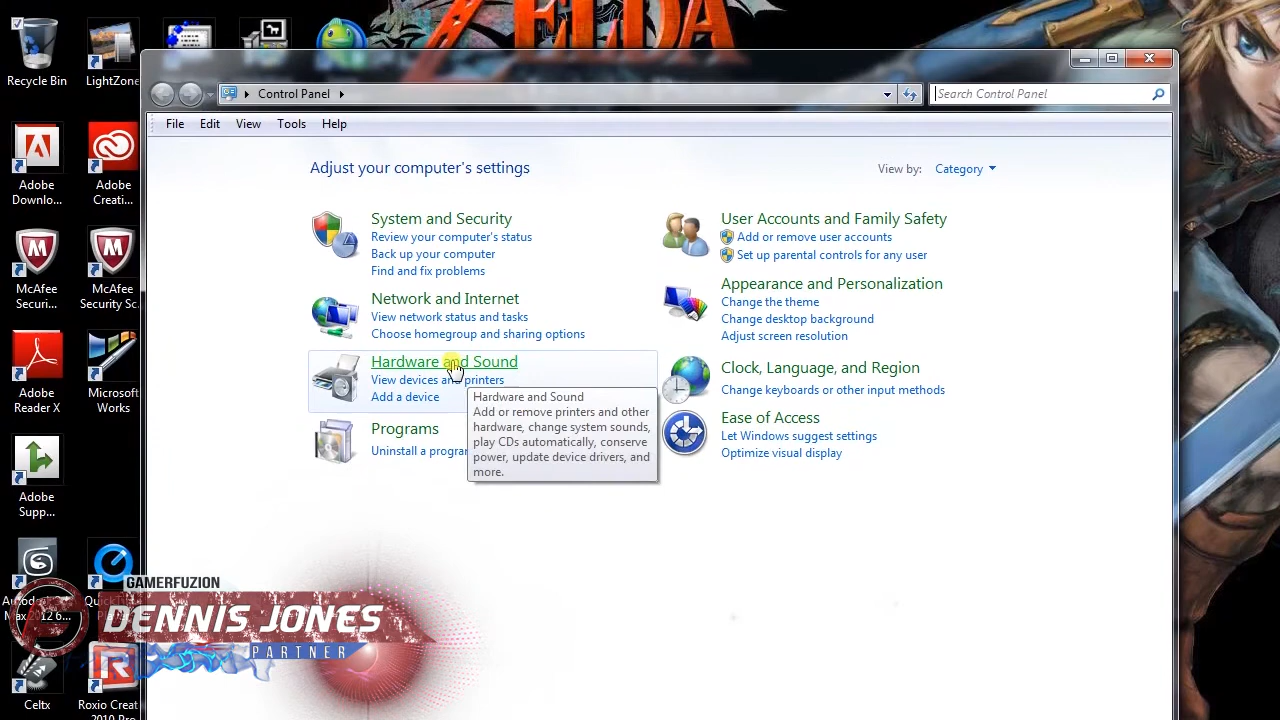 ZELDA
Recycle Bin
LightZone
Control Panel
Search Control Panel
File Edit View Tools Help
Adjust your computer's settings
View by: Category
System and Security
Review your computer's status
Back up your computer
Find and fix problems
Network and Internet
View network status and tasks
Choose homegroup and sharing options
Hardware and Sound
View devices and printers
Add a device
Hardware and Sound
Add or remove printers and other
hardware, change system sounds,
play CDs automatically, conserve
power, update device drivers, and
more.
Programs
Uninstall a program
User Accounts and Family Safety
Add or remove user accounts
Set up parental controls for any user
Appearance and Personalization
Change the theme
Change desktop background
Adjust screen resolution
Clock, Language, and Region
Change keyboards or other input methods
Ease of Access
Let Windows suggest settings
Optimize visual display
Adobe
Downlo...
Adobe
Creati...
McAfee
Securi...
McAfee
Security Sc...
Adobe
Reader X
Microsoft
Works
Adobe
Supp...
Max 2012 6...
GAMERFUZION
DENNIS JONES
PARTNER
Celtx
Roxio Creat
2010 Pro